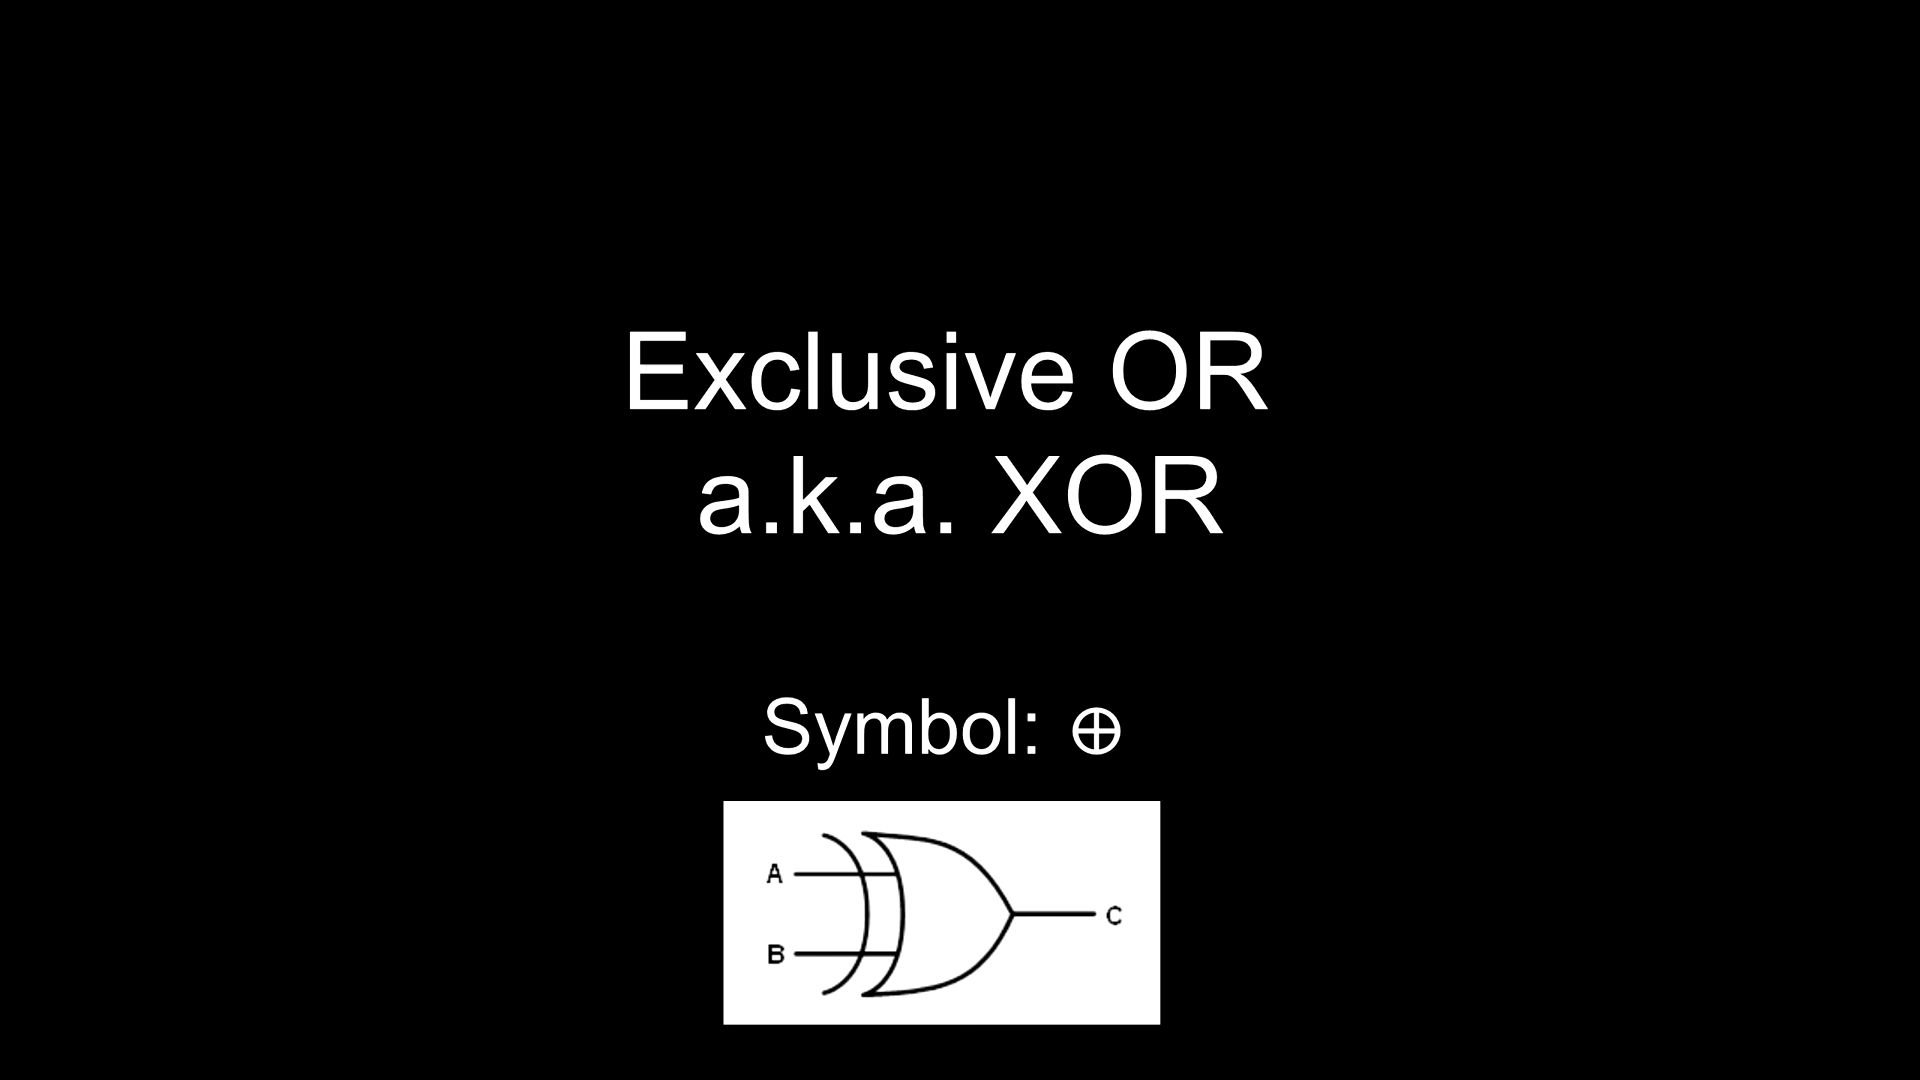 Exclusive OR
a.k.a. XOR
Symbol: ⊕
A
B
C